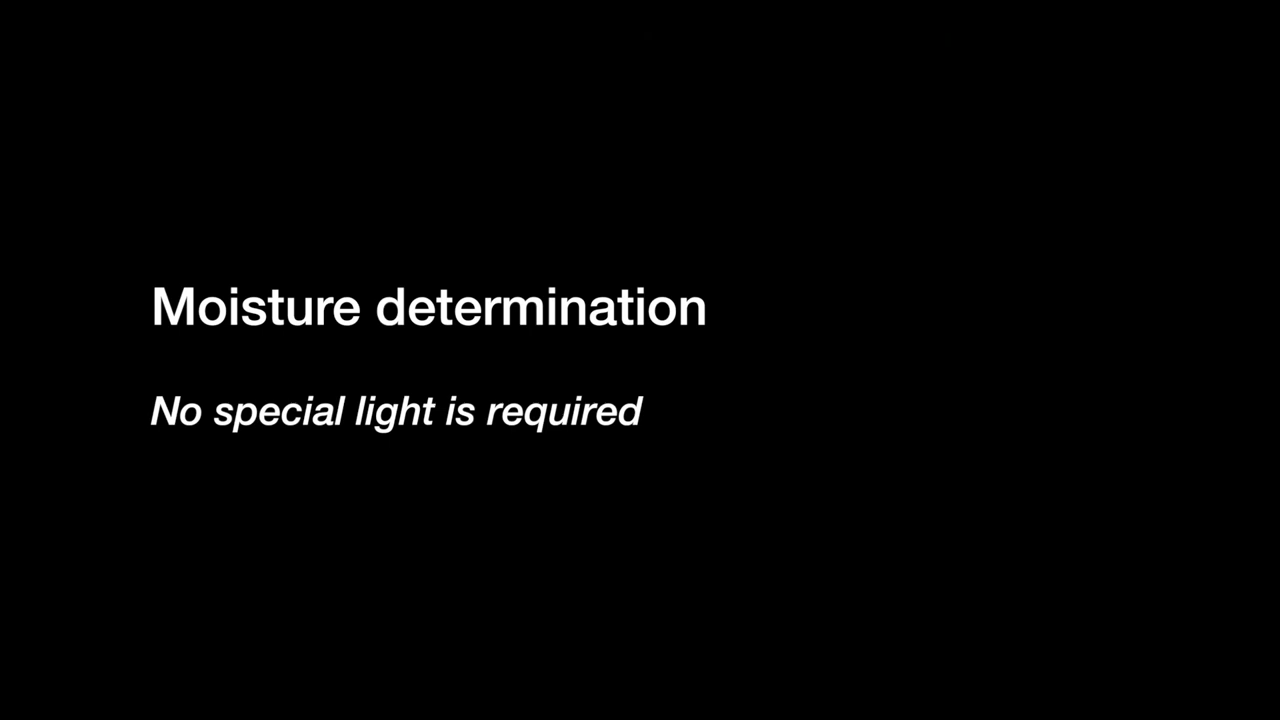 Moisture determination
No special light is required